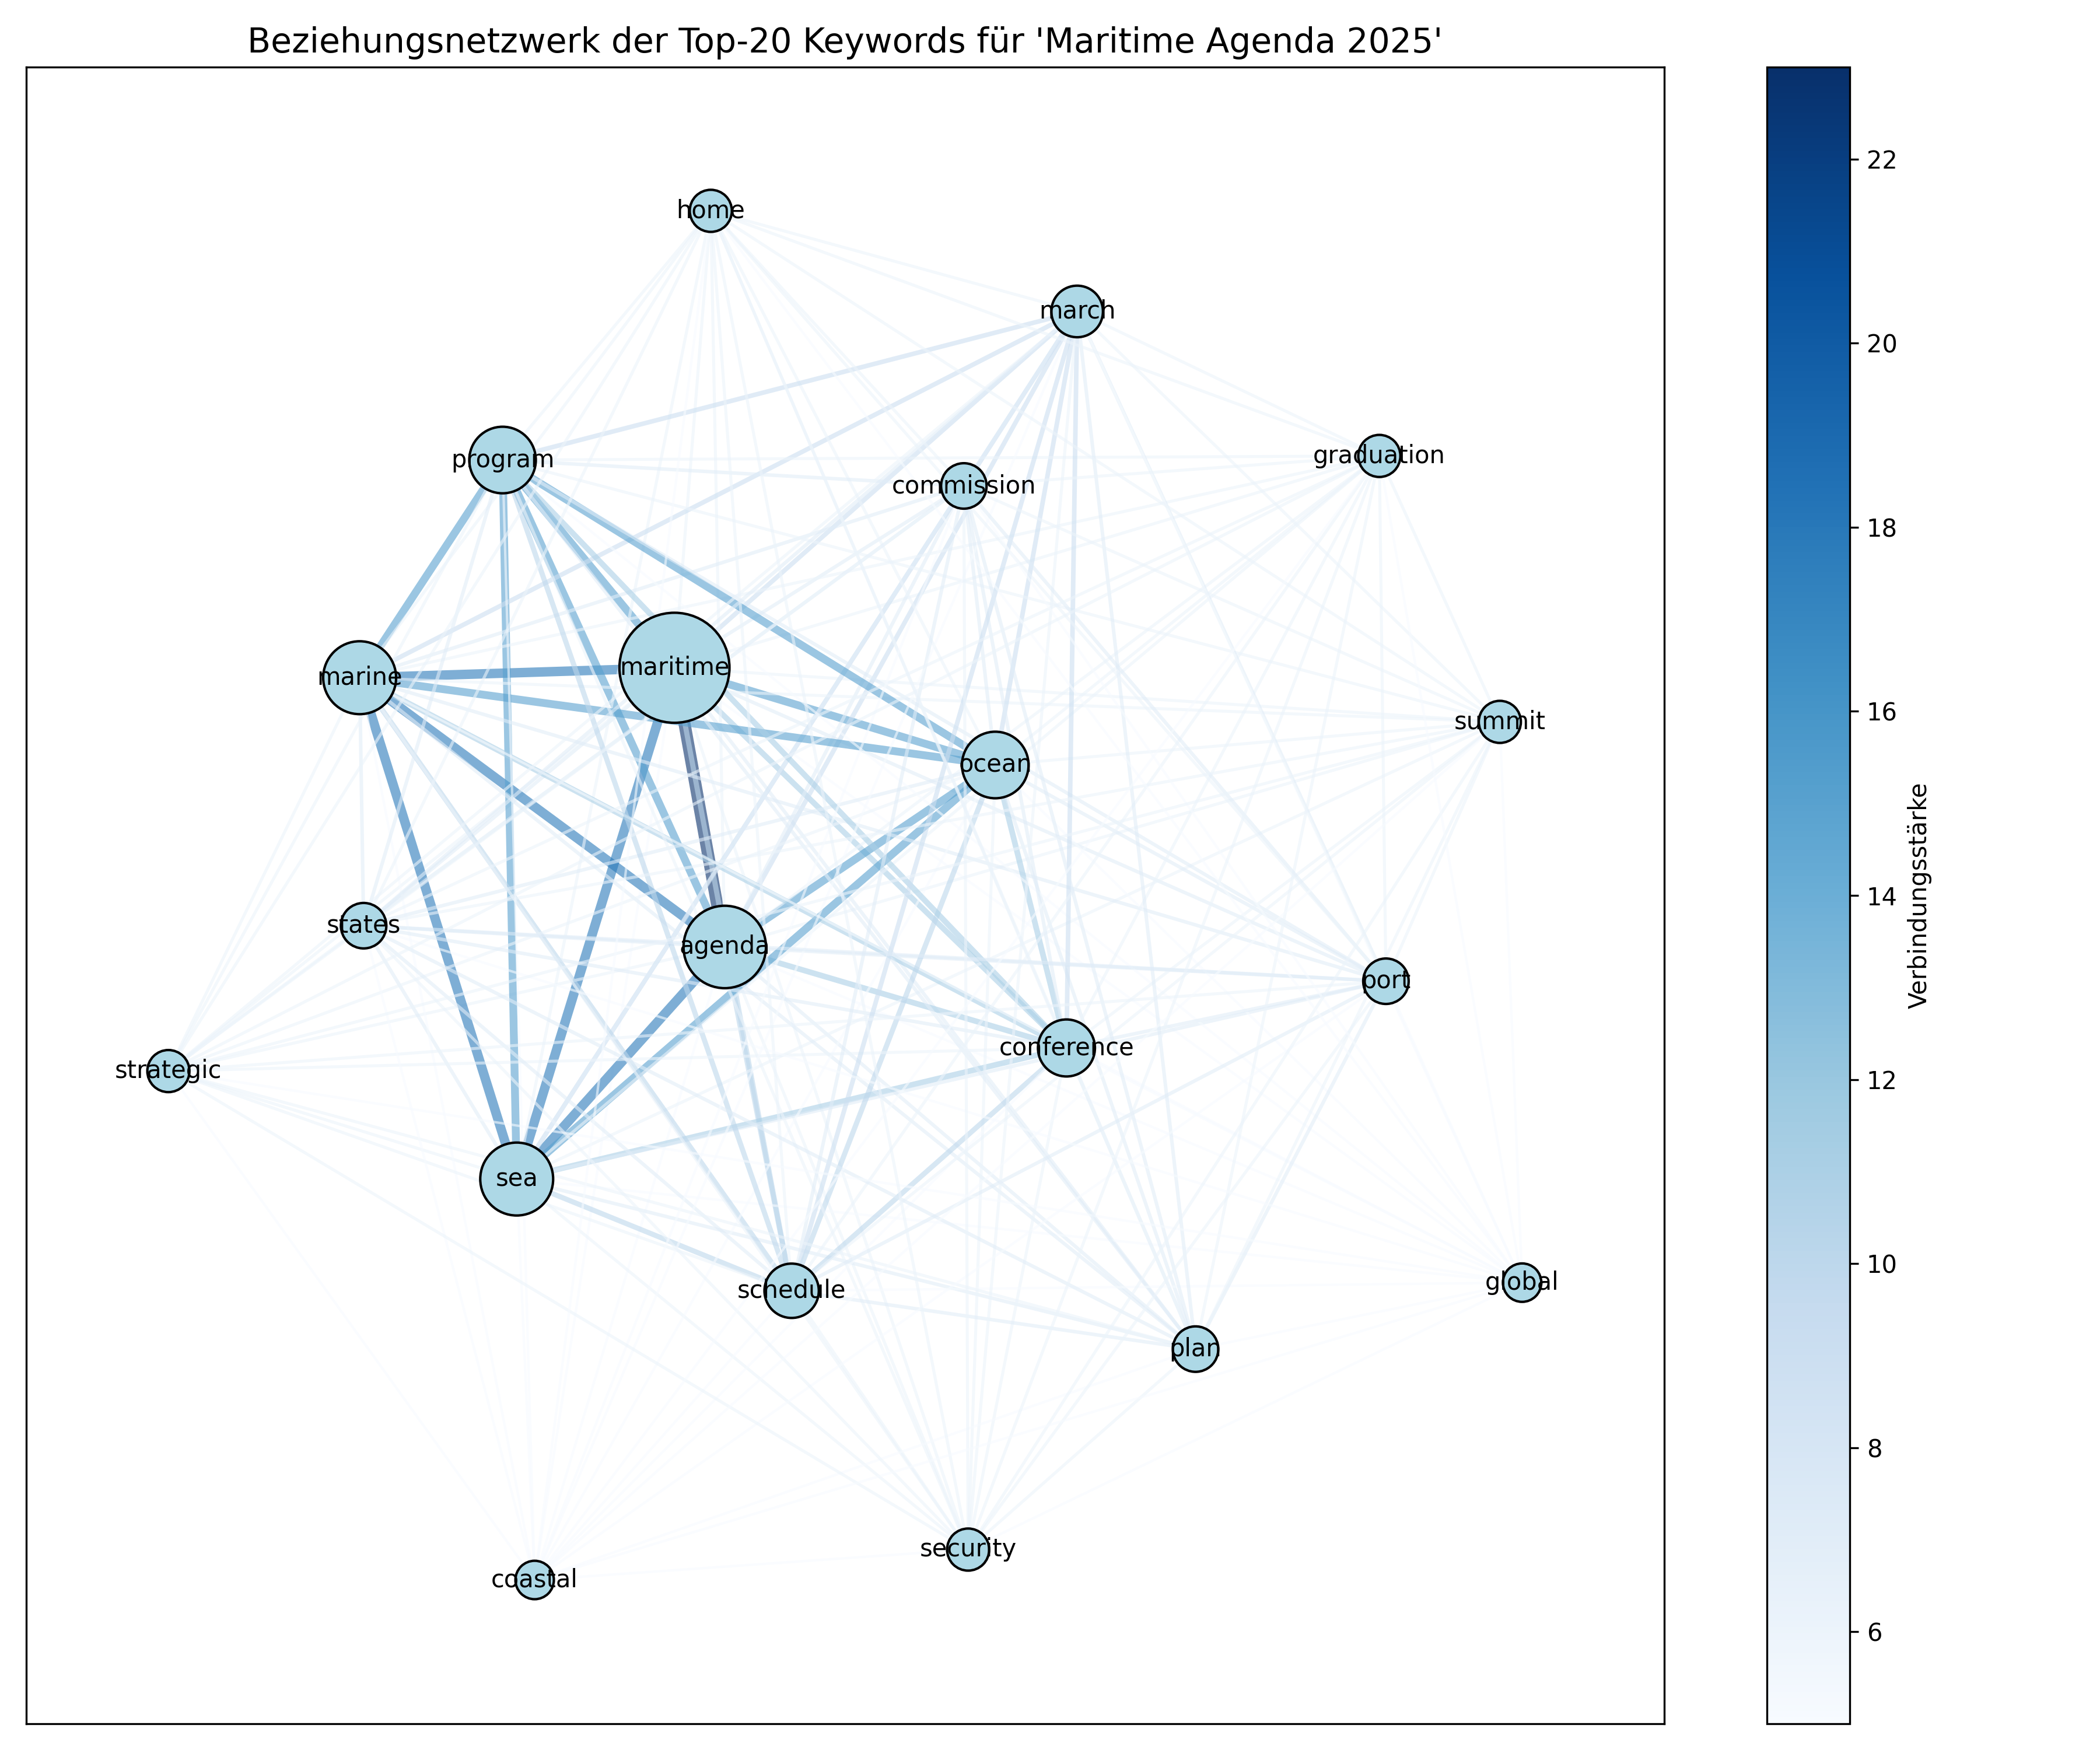 Beziehungsnetzwerk der Top-20 Keywords für 'Maritime Agenda 2025'
home
march
program
commission
graduation
marine
maritime
summit
ocean
states
agenda
port
strategic
conference
sea
schedule
global
plan
security
coastal
22
20
18
16
14
12
10
8
6
Verbindungsstärke